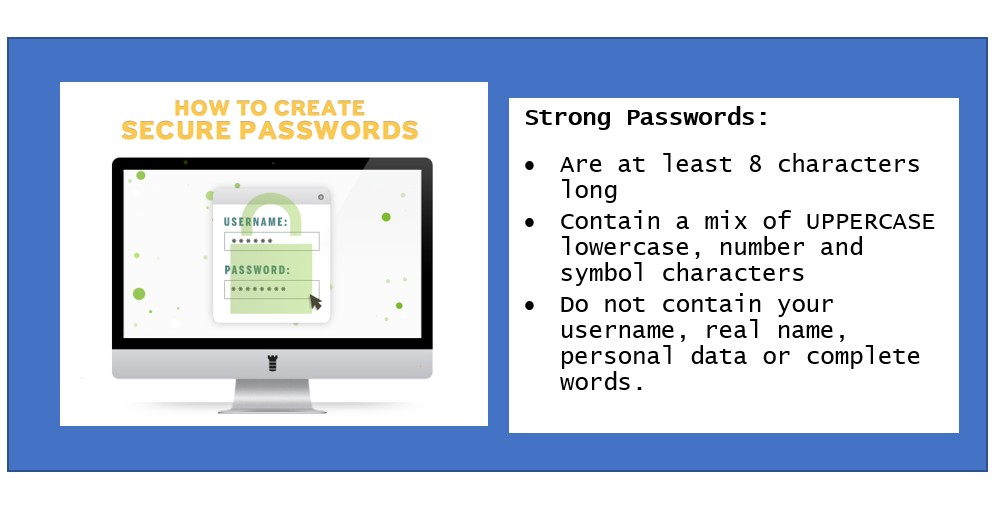 HOW TO CREATE
SECURE PASSWORDS
USERNAME:
PASSWORD:
Strong Passwords:
• Are at least 8 characters
long
• Contain a mix of UPPERCASE
lowercase, number and
symbol characters
• Do not contain your
username, real name,
personal data or complete
words.